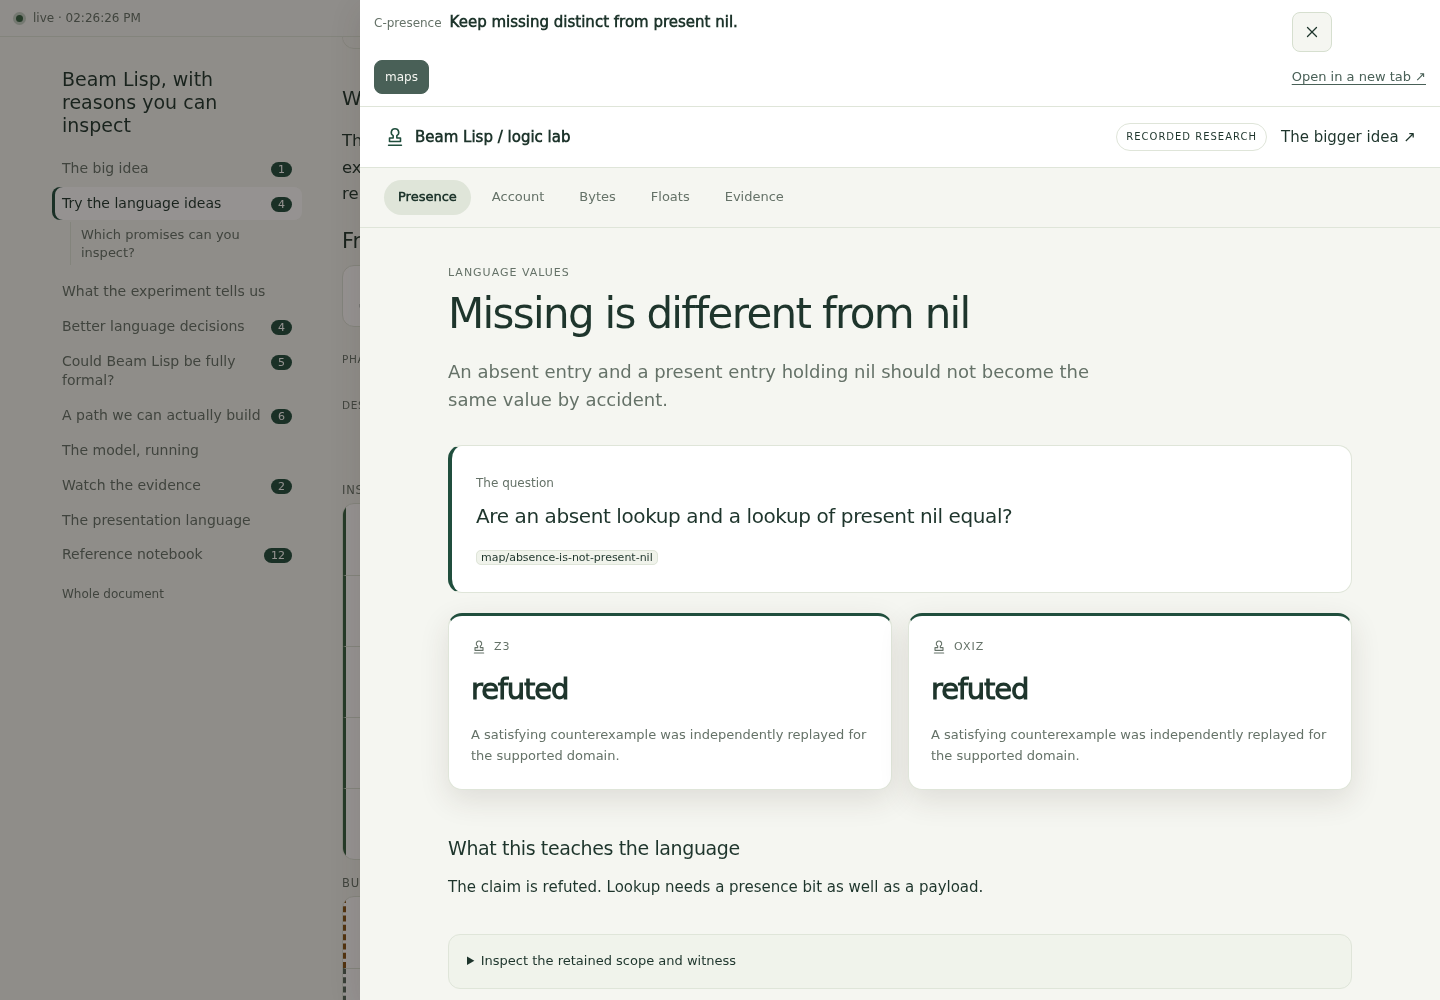 live · 02:26:26 PM
Beam Lisp, with
reasons you can
inspect
The big idea 1
Try the language ideas 4
Which promises can you
inspect?
What the experiment tells us
Better language decisions 4
Could Beam Lisp be fully
formal? 5
A path we can actually build 6
The model, running
Watch the evidence 2
The presentation language
Reference notebook 12
Whole document
C-presence Keep missing distinct from present nil.
maps
Open in a new tab ↗
Beam Lisp / logic lab
RECORDED RESEARCH
The bigger idea ↗
Presence Account Bytes Floats Evidence
LANGUAGE VALUES
Missing is different from nil
An absent entry and a present entry holding nil should not become the
same value by accident.
The question
Are an absent lookup and a lookup of present nil equal?
map/absence-is-not-present-nil
Z3
refuted
A satisfying counterexample was independently replayed for
the supported domain.
OXIZ
refuted
A satisfying counterexample was independently replayed for
the supported domain.
What this teaches the language
The claim is refuted. Lookup needs a presence bit as well as a payload.
▶ Inspect the retained scope and witness